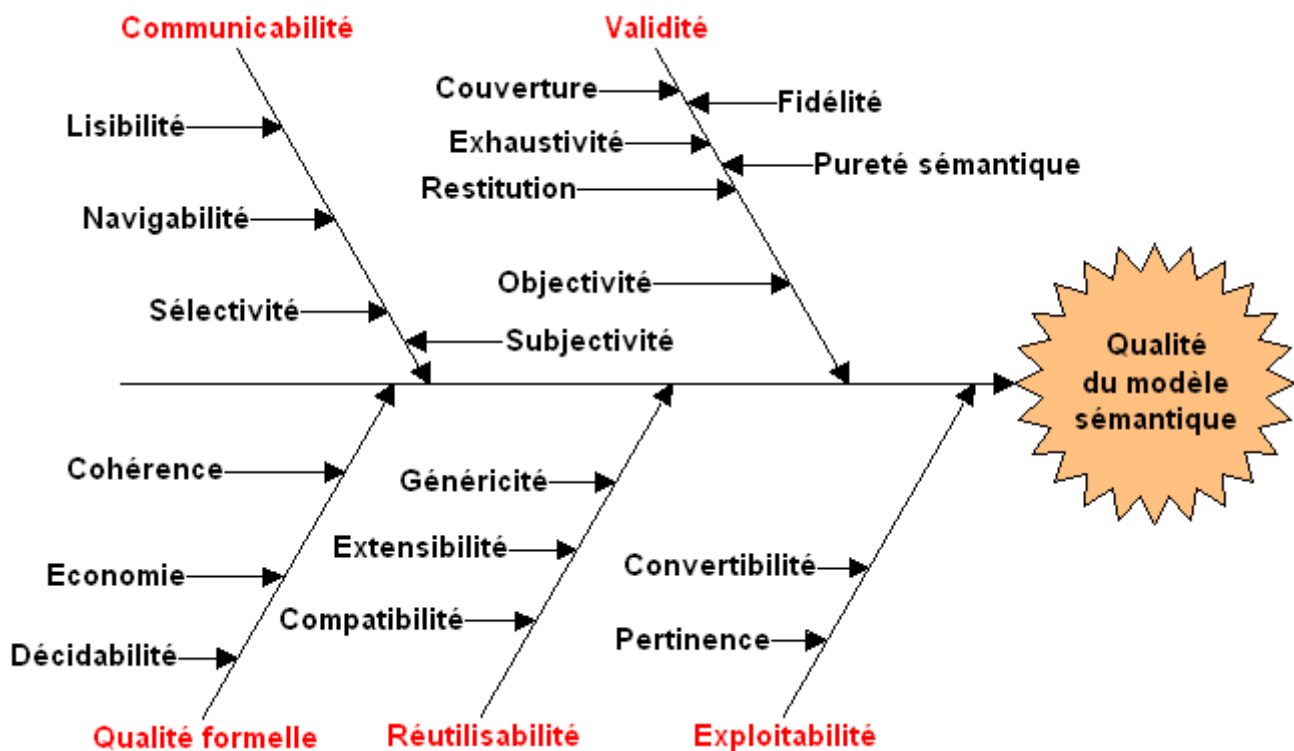 Communicabilité
Validité
Couverture
Fidélité
Lisibilité
Exhaustivité
Pureté sémantique
Restitution
Navigabilité
Objectivité
Sélectivité
Subjectivité
Qualité
du modèle
sémantique
Cohérence
Généricité
Extensibilité
Convertibilité
Economie
Compatibilité
Pertinence
Décidabilité
Qualité formelle
Réutilisabilité
Exploitabilité